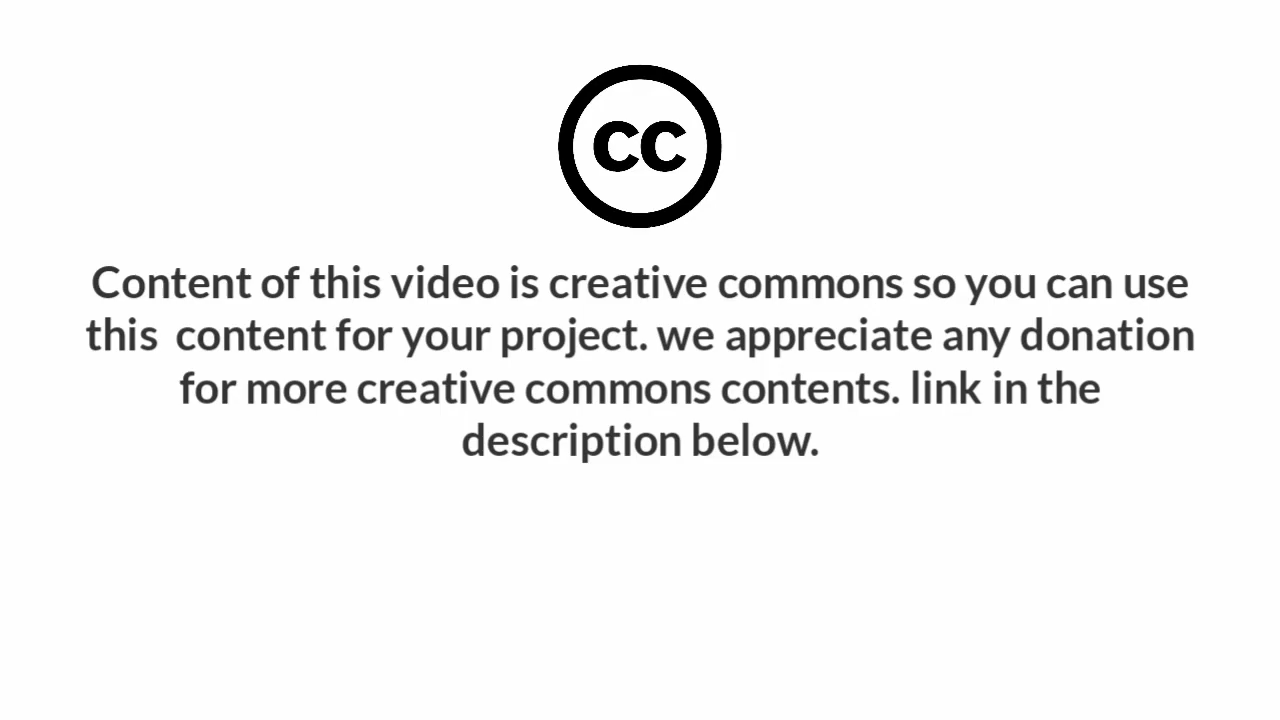 cc
Content of this video is creative commons so you can use
this  content for your project. we appreciate any donation
for more creative commons contents. link in the
description below.